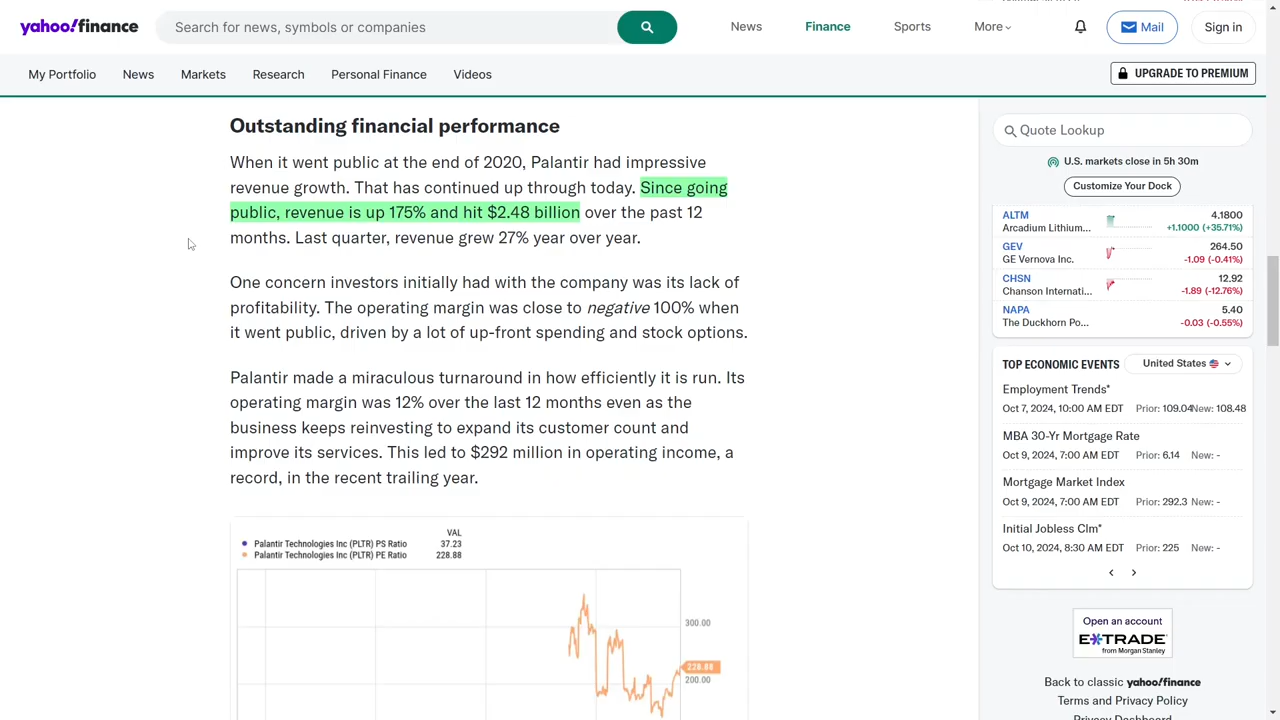 yahoo!finance
Search for news, symbols or companies
News
Finance
Sports
More
Mail
Sign in
My Portfolio
News
Markets
Research
Personal Finance
Videos
UPGRADE TO PREMIUM
Outstanding financial performance
When it went public at the end of 2020, Palantir had impressive
revenue growth. That has continued up through today. Since going
public, revenue is up 175% and hit $2.48 billion over the past 12
months. Last quarter, revenue grew 27% year over year.
One concern investors initially had with the company was its lack of
profitability. The operating margin was close to negative 100% when
it went public, driven by a lot of up-front spending and stock options.
Palantir made a miraculous turnaround in how efficiently it is run. Its
operating margin was 12% over the last 12 months even as the
business keeps reinvesting to expand its customer count and
improve its services. This led to $292 million in operating income, a
record, in the recent trailing year.
VAL
Palantir Technologies Inc (PLTR) PS Ratio 37.23
Palantir Technologies Inc (PLTR) PE Ratio 228.88
300.00
228.88
200.00
Quote Lookup
U.S. markets close in 5h 30m
Customize Your Dock
ALTM 4.1800
Arcadium Lithium... +1.1000 (+35.71%)
GEV 264.50
GE Vernova Inc. -1.09 (-0.41%)
CHSN 12.92
Chanson Internati... -1.89 (-12.76%)
NAPA 5.40
The Duckhorn Po... -0.03 (-0.55%)
TOP ECONOMIC EVENTS
United States
Employment Trends*
Oct 7, 2024, 10:00 AM EDT Prior: 109.04 New: 108.48
MBA 30-Yr Mortgage Rate
Oct 9, 2024, 7:00 AM EDT Prior: 6.14 New: -
Mortgage Market Index
Oct 9, 2024, 7:00 AM EDT Prior: 292.3 New: -
Initial Jobless Clm*
Oct 10, 2024, 8:30 AM EDT Prior: 225 New: -
Open an account
E*TRADE
from Morgan Stanley
Back to classic yahoo!finance
Terms and Privacy Policy
Privacy Dashboard